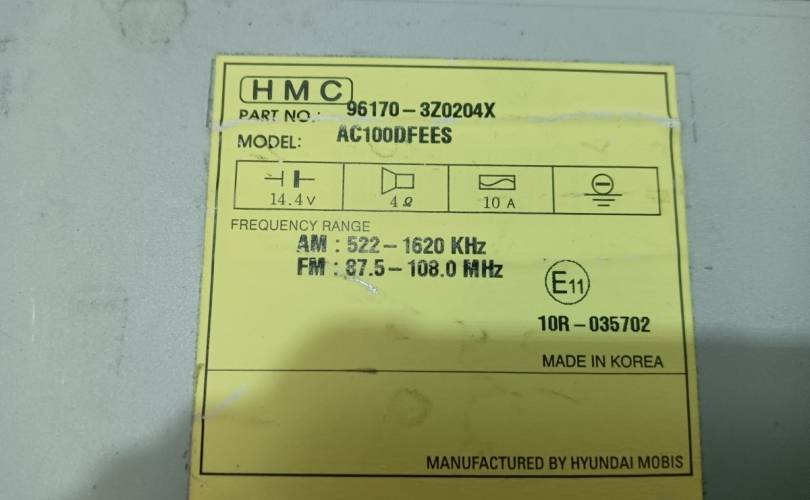 HMC
PART NO.: 96170-3Z0204X
MODEL: AC100DFEES
14.4V 4Ω 10 A
FREQUENCY RANGE
AM : 522-1620 KHz
FM : 87.5-108.0 MHz
E11
10R-035702
MADE IN KOREA
MANUFACTURED BY HYUNDAI MOBIS